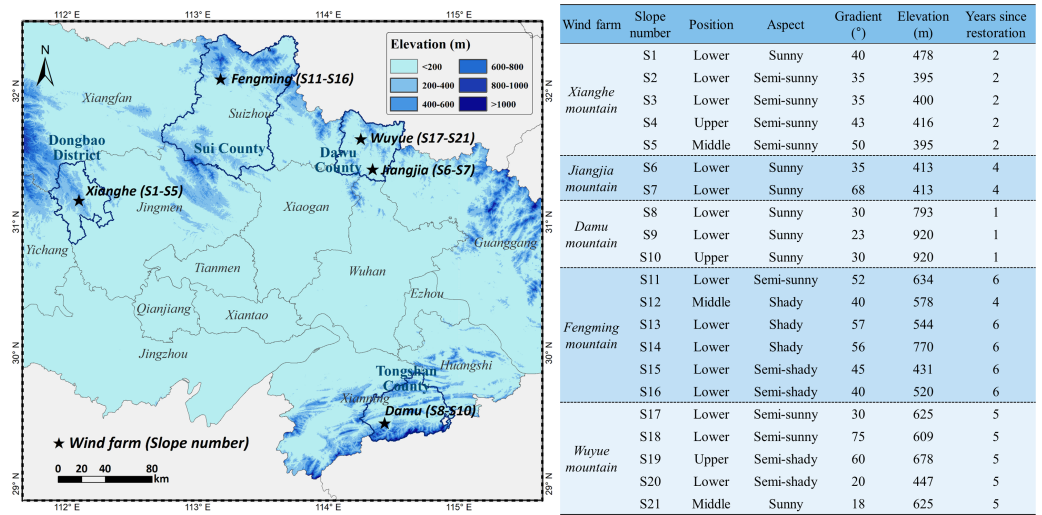 112° E
113° E
114° E
115° E
N
Elevation (m)
<200
600-800
200-400
800-1000
400-600
>1000
32° N
32° N
Fengming (S11-S16)
Xiangfan
Suizhou
Dongbao
District
Sui County
Wuyue (S17-S21)
Dawu
County
Jiangjia (S6-S7)
Xianghe (S1-S5)
Jingmen
Xiaogan
31° N
31° N
Yichang
Guanggang
Tianmen
Wuhan
Qianjiang
Xiantao
Ezhou
Jingzhou
30° N
30° N
Huangshi
Tongshan
County
Xianning
Damu (S8-S10)
Wind farm (Slope number)
0 20 40 80
km
29° N
29° N
112° E
113° E
114° E
115° E
Wind farm Slope number Position Aspect Gradient (°) Elevation (m) Years since restoration
Xianghe mountain
S1 Lower Sunny 40 478 2
S2 Lower Semi-sunny 35 395 2
S3 Lower Semi-sunny 35 400 2
S4 Upper Semi-sunny 43 416 2
S5 Middle Sunny 50 395 2
Jiangjia mountain
S6 Lower Sunny 35 413 4
S7 Lower Sunny 68 413 4
Damu mountain
S8 Lower Sunny 30 793 1
S9 Lower Sunny 23 920 1
S10 Upper Sunny 30 920 1
Fengming mountain
S11 Lower Semi-sunny 52 634 6
S12 Middle Shady 40 578 4
S13 Lower Shady 57 544 6
S14 Lower Shady 56 770 6
S15 Lower Semi-shady 45 431 6
S16 Lower Semi-shady 40 520 6
Wuyue mountain
S17 Lower Semi-sunny 30 625 5
S18 Lower Semi-sunny 75 609 5
S19 Upper Semi-shady 60 678 5
S20 Lower Semi-shady 20 447 5
S21 Middle Sunny 18 625 5